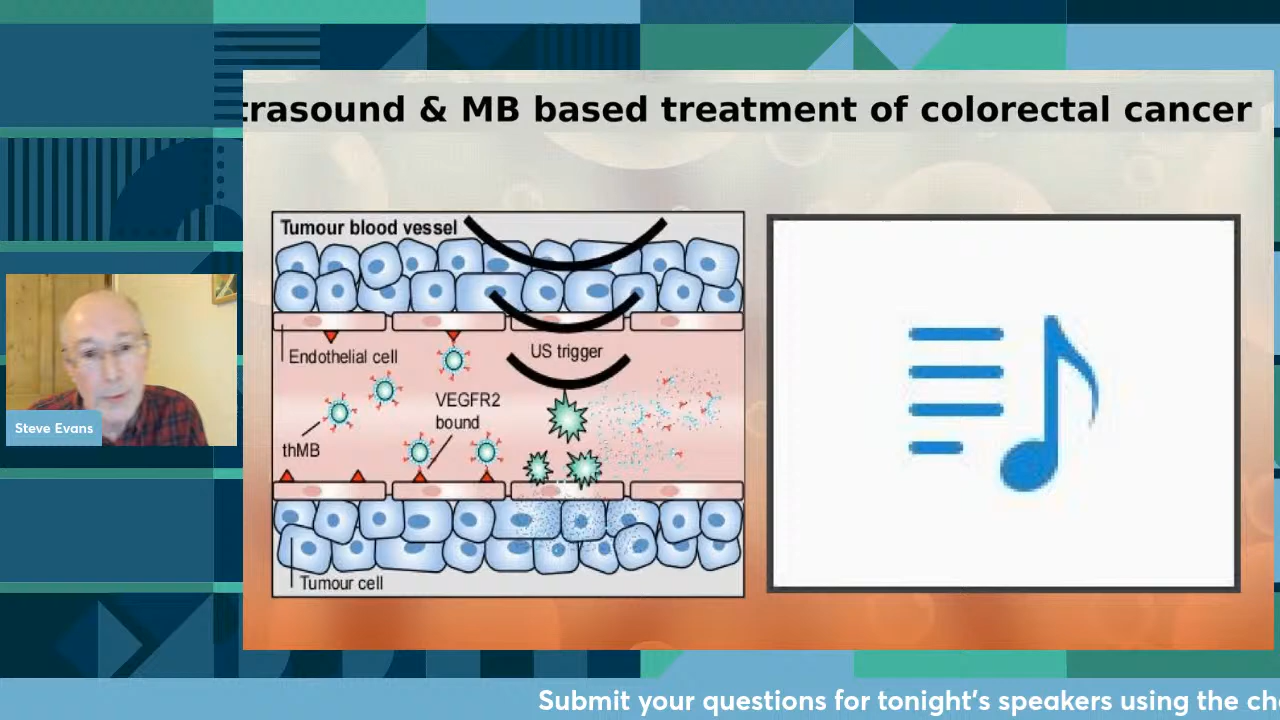 trasound & MB based treatment of colorectal cancer
Tumour blood vessel
Endothelial cell
US trigger
VEGFR2
bound
thMB
Tumour cell
Steve Evans
Submit your questions for tonight's speakers using the ch